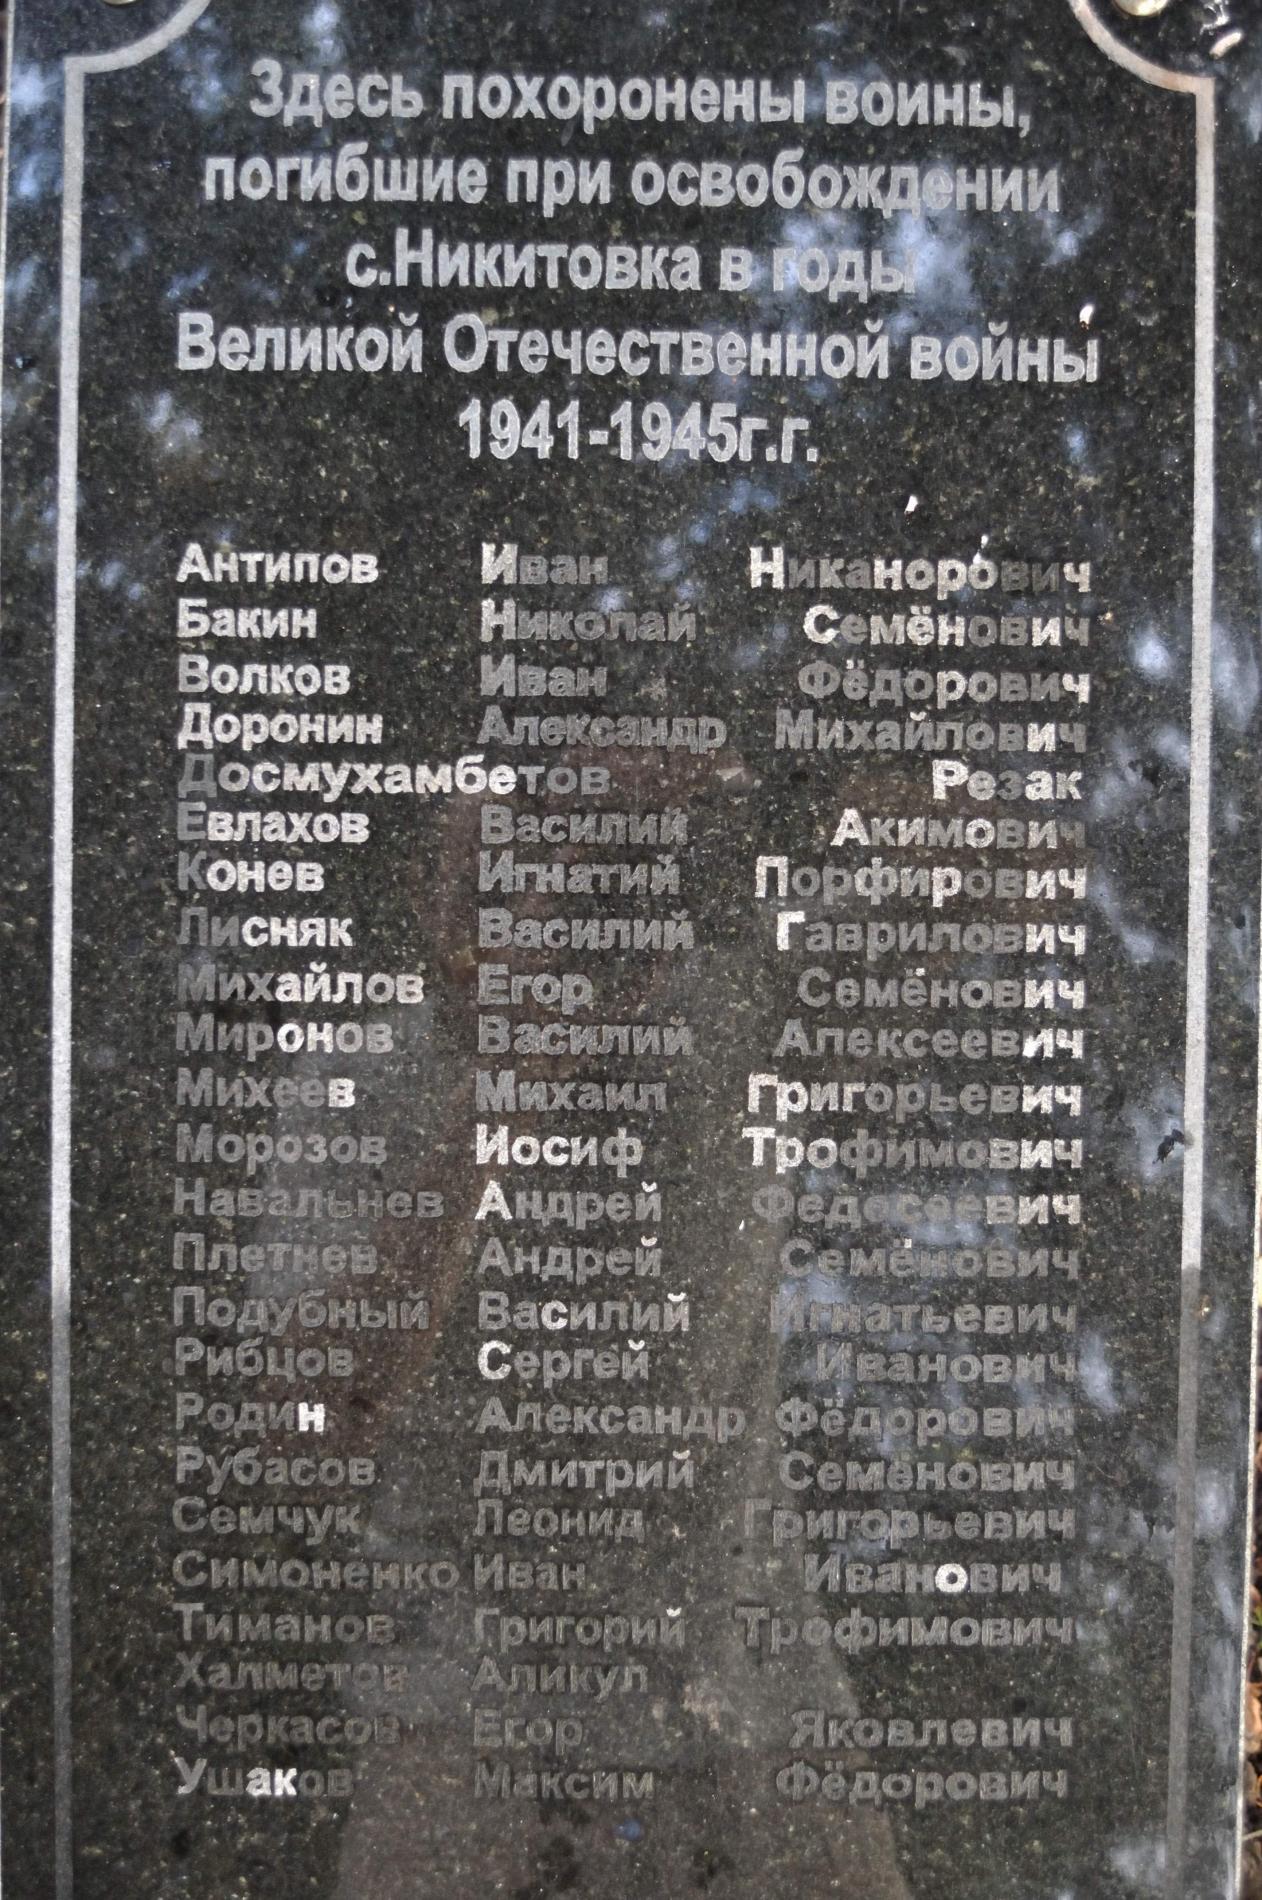 Здесь похоронены воины,
погибшие при освобождении
с.Никитовка в годы
Великой Отечественной войны
1941-1945г.г.
Антипов Иван Никанорович
Бакин Николай Семёнович
Волков Иван Фёдорович
Доронин Александр Михайлович
Досмухамбетов Резак
Евлахов Василий Акимович
Конев Игнатий Порфирович
Лисняк Василий Гаврилович
Михайлов Егор Семёнович
Миронов Василий Алексеевич
Михеев Михаил Григорьевич
Морозов Иосиф Трофимович
Навальнев Андрей Федосеевич
Плетнев Андрей Семёнович
Подубный Василий Игнатьевич
Рибцов Сергей Иванович
Родин Александр Фёдорович
Рубасов Дмитрий Семёнович
Семчук Леонид Григорьевич
Симоненко Иван Иванович
Тиманов Григорий Трофимович
Халметов Аликул
Черкасов Егор Яковлевич
Ушаков Максим Фёдорович